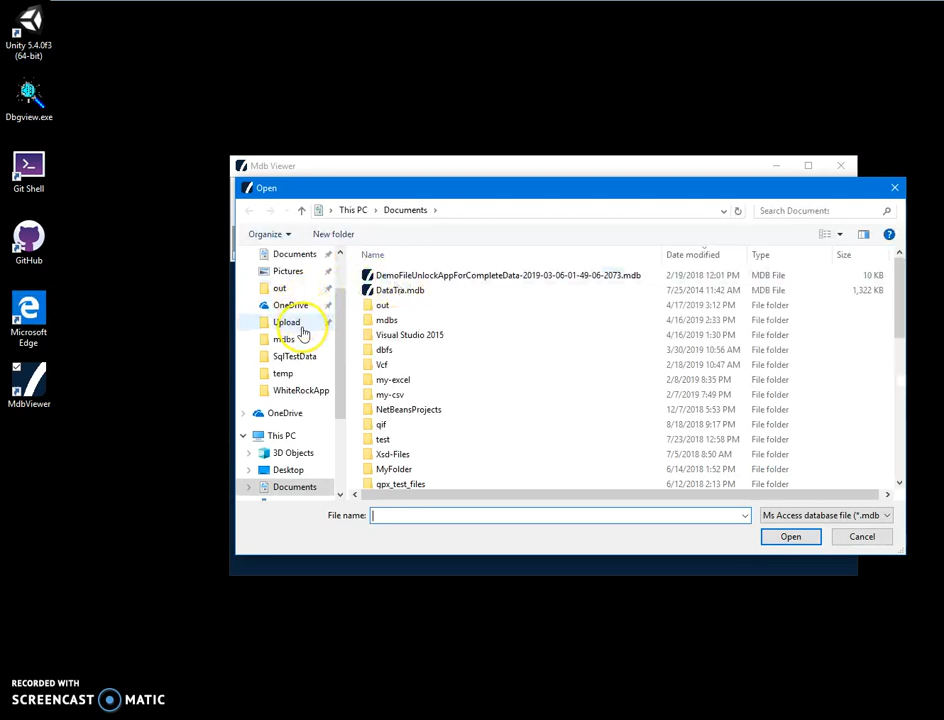 Unity 5.4.0f3
(64-bit)
Dbgview.exe
Git Shell
GitHub
Microsoft
Edge
MdbViewer
Mdb Viewer
Open
This PC
Documents
Search Documents
Organize
New folder
Documents
Pictures
out
OneDrive
Upload
mdbs
SqlTestData
temp
WhiteRockApp
OneDrive
This PC
3D Objects
Desktop
Documents
Name Date modified Type Size
DemoFileUnlockAppForCompleteData-2019-03-06-01-49-06-2073.mdb 2/19/2018 12:01 PM MDB File 10 KB
DataTra.mdb 7/25/2014 11:42 AM MDB File 1,322 KB
out 4/17/2019 3:12 PM File folder
mdbs 4/16/2019 2:33 PM File folder
Visual Studio 2015 4/16/2019 1:30 PM File folder
dbfs 3/30/2019 10:56 AM File folder
Vcf 2/18/2019 10:47 AM File folder
my-excel 2/8/2019 8:35 PM File folder
my-csv 2/7/2019 7:49 PM File folder
NetBeansProjects 12/7/2018 5:53 PM File folder
qif 8/18/2018 9:17 PM File folder
test 7/23/2018 12:58 PM File folder
Xsd-Files 7/5/2018 8:50 AM File folder
MyFolder 6/14/2018 1:52 PM File folder
qpx_test_files 6/12/2018 2:13 PM File folder
File name:
Ms Access database file (*.mdb
Open
Cancel
RECORDED WITH
SCREENCAST MATIC